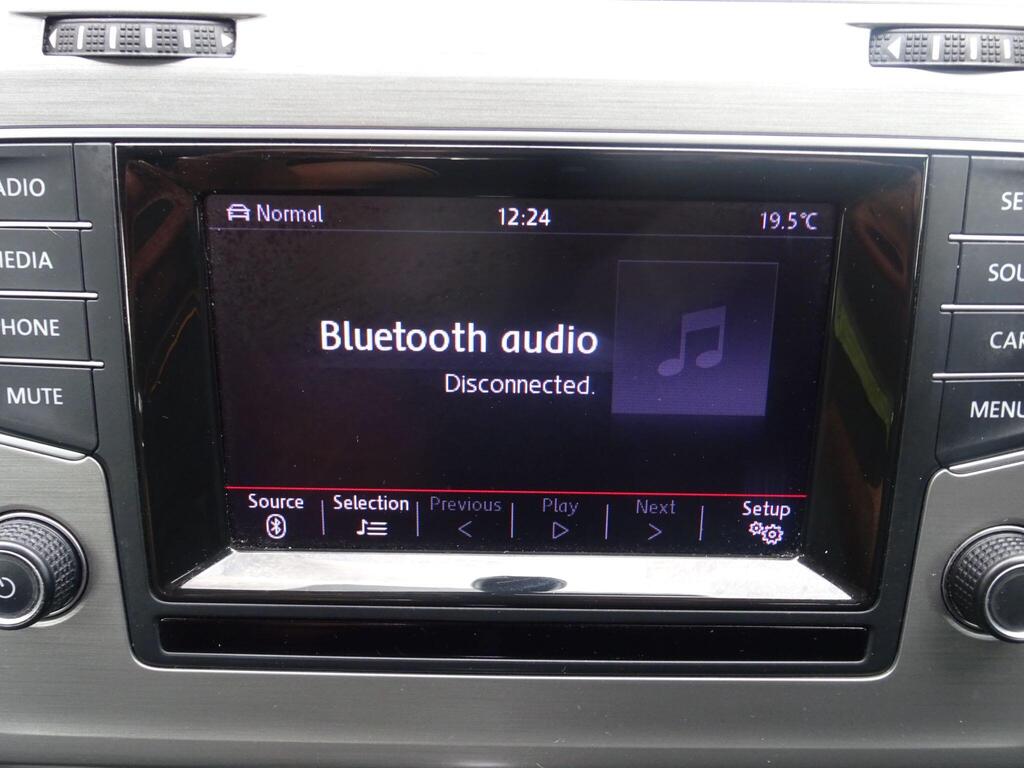 Normal 12:24 19.5°C
ADIO
MEDIA
HONE
MUTE
Bluetooth audio
Disconnected.
Source Selection Previous Play Next Setup
SE
SOU
CAR
MENU